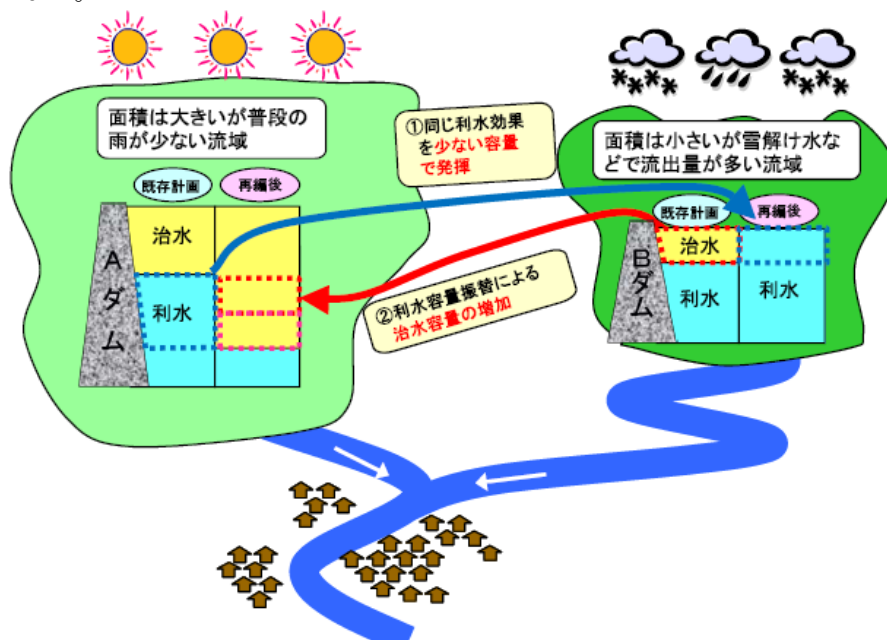 面積は大きいが普段の
雨が少ない流域
既存計画
再編後
治水
利水
Aダム
①同じ利水効果
を少ない容量
で発揮
②利水容量振替による
治水容量の増加
面積は小さいが雪解け水な
どで流出量が多い流域
既存計画
再編後
治水
利水
利水
Bダム